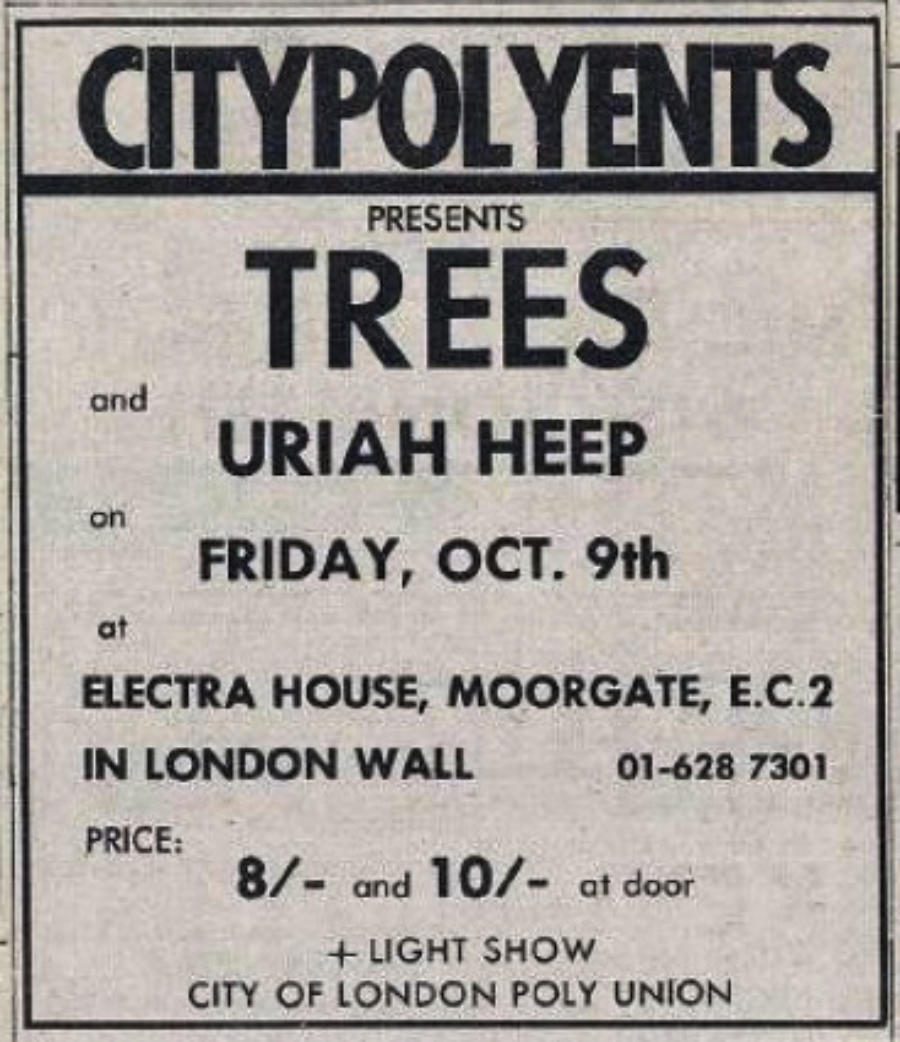 CITYPOLYENTS
PRESENTS
TREES
and
URIAH HEEP
on
FRIDAY, OCT. 9th
at
ELECTRA HOUSE, MOORGATE, E.C.2
IN LONDON WALL 01-628 7301
PRICE:
8/- and 10/- at door
+ LIGHT SHOW
CITY OF LONDON POLY UNION